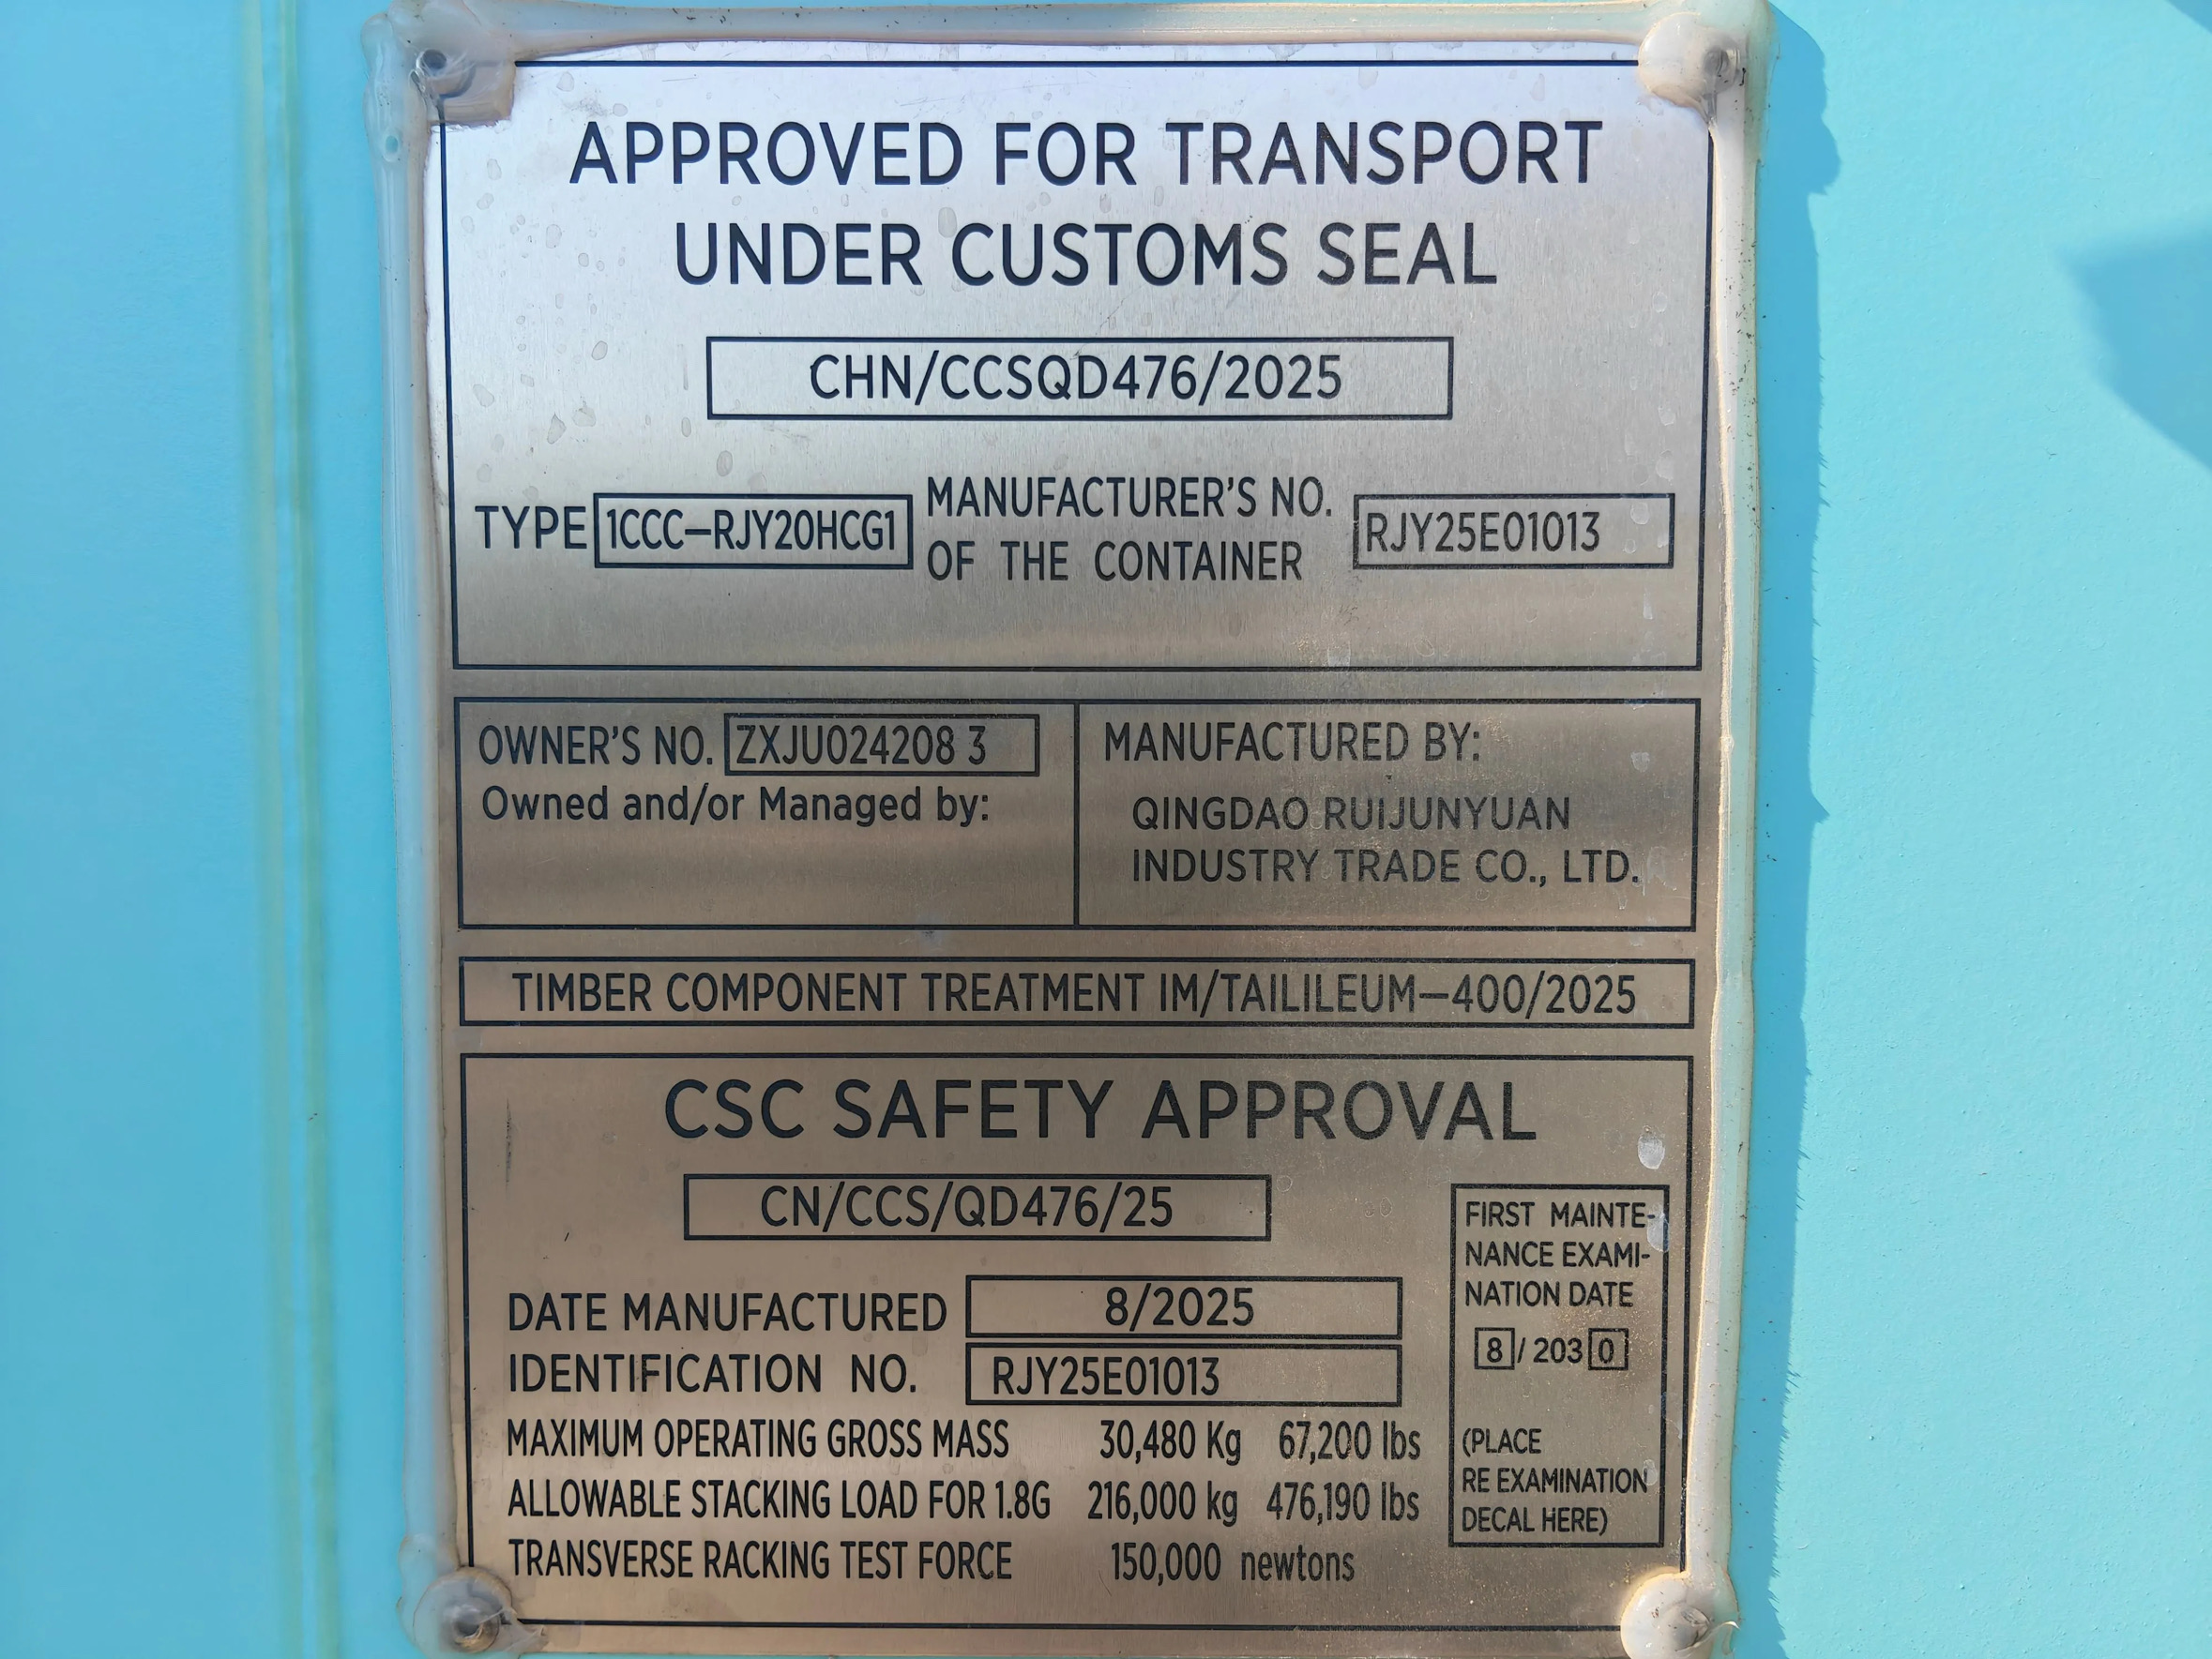 APPROVED FOR TRANSPORT
UNDER CUSTOMS SEAL
CHN/CCSQD476/2025
TYPE 1CCC–RJY20HCG1 MANUFACTURER'S NO. OF THE CONTAINER RJY25E01013
OWNER'S NO. ZXJU024208 3
Owned and/or Managed by:
MANUFACTURED BY:
QINGDAO RUIJUNYUAN
INDUSTRY TRADE CO., LTD.
TIMBER COMPONENT TREATMENT IM/TAILILEUM–400/2025
CSC SAFETY APPROVAL
CN/CCS/QD476/25
DATE MANUFACTURED 8/2025
IDENTIFICATION NO. RJY25E01013
MAXIMUM OPERATING GROSS MASS 30,480 Kg 67,200 lbs
ALLOWABLE STACKING LOAD FOR 1.8G 216,000 kg 476,190 lbs
TRANSVERSE RACKING TEST FORCE 150,000 newtons
FIRST MAINTE-
NANCE EXAMI-
NATION DATE
8 / 203 0
(PLACE
RE EXAMINATION
DECAL HERE)